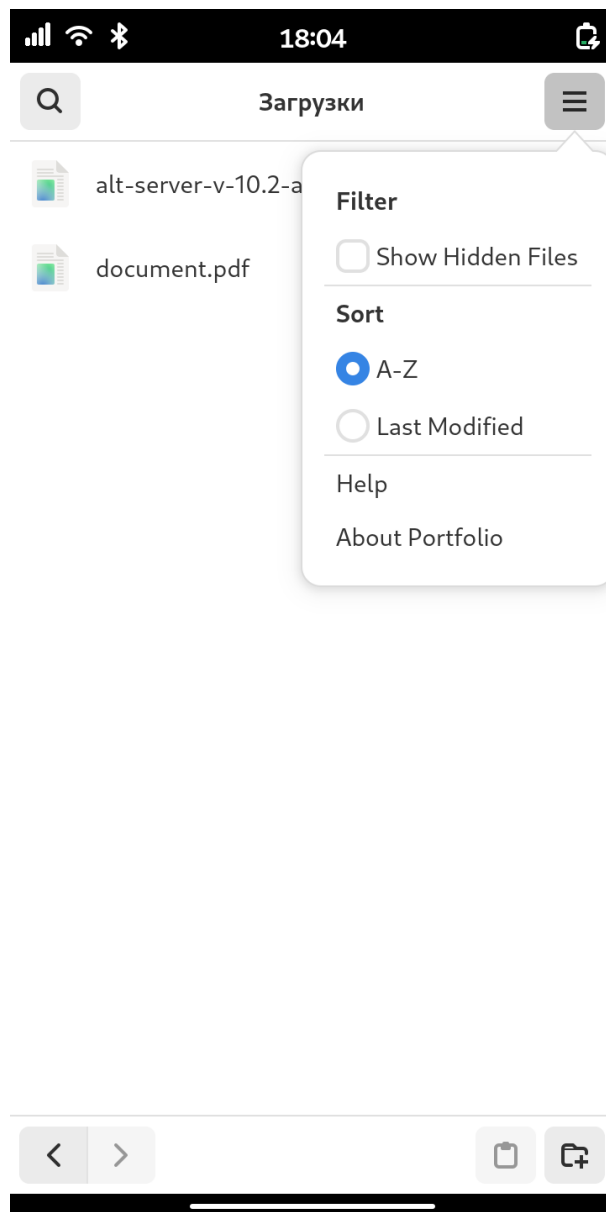 18:04
Загрузки
alt-server-v-10.2-a
document.pdf
Filter
Show Hidden Files
Sort
A-Z
Last Modified
Help
About Portfolio